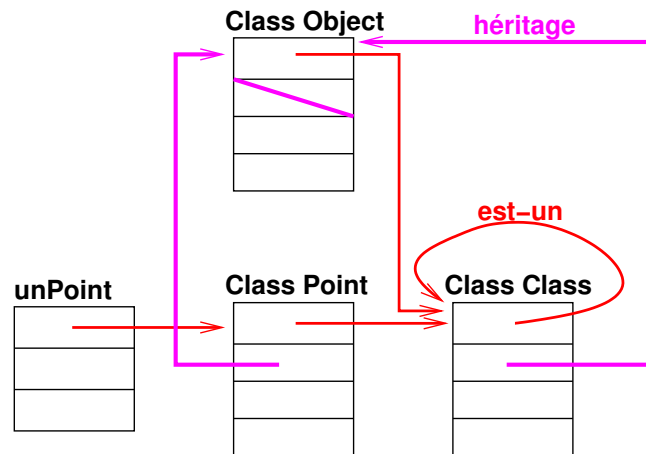 Class Object
héritage
est−un
unPoint
Class Point
Class Class